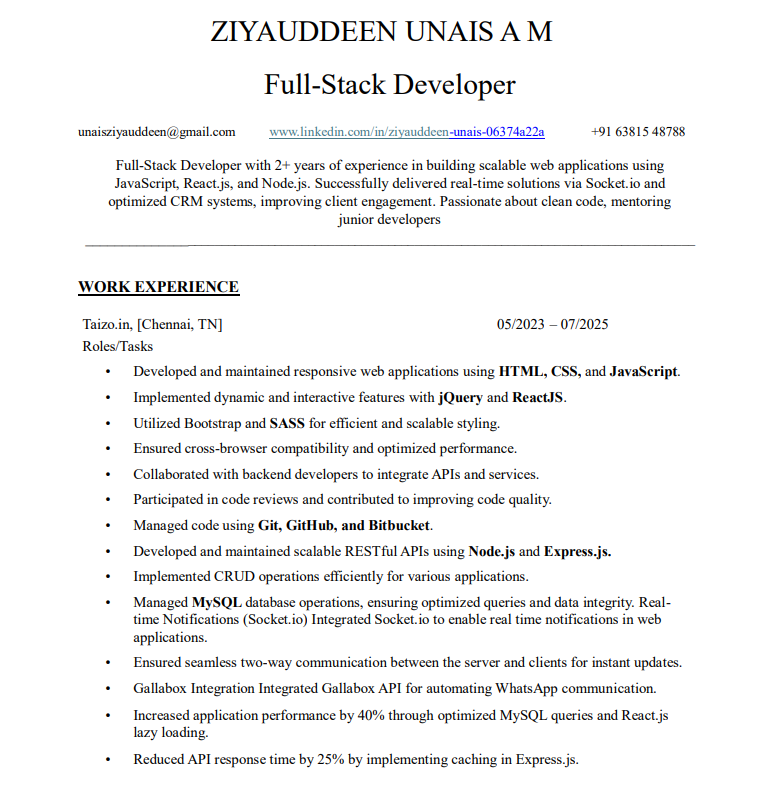 ZIYAUDDEEN UNAIS A M
Full-Stack Developer
unaisziyauddeen@gmail.com www.linkedin.com/in/ziyauddeen-unais-06374a22a +91 63815 48788
Full-Stack Developer with 2+ years of experience in building scalable web applications using
JavaScript, React.js, and Node.js. Successfully delivered real-time solutions via Socket.io and
optimized CRM systems, improving client engagement. Passionate about clean code, mentoring
junior developers
WORK EXPERIENCE
Taizo.in, [Chennai, TN] 05/2023 – 07/2025
Roles/Tasks
• Developed and maintained responsive web applications using HTML, CSS, and JavaScript.
• Implemented dynamic and interactive features with jQuery and ReactJS.
• Utilized Bootstrap and SASS for efficient and scalable styling.
• Ensured cross-browser compatibility and optimized performance.
• Collaborated with backend developers to integrate APIs and services.
• Participated in code reviews and contributed to improving code quality.
• Managed code using Git, GitHub, and Bitbucket.
• Developed and maintained scalable RESTful APIs using Node.js and Express.js.
• Implemented CRUD operations efficiently for various applications.
• Managed MySQL database operations, ensuring optimized queries and data integrity. Real-
time Notifications (Socket.io) Integrated Socket.io to enable real time notifications in web
applications.
• Ensured seamless two-way communication between the server and clients for instant updates.
• Gallabox Integration Integrated Gallabox API for automating WhatsApp communication.
• Increased application performance by 40% through optimized MySQL queries and React.js
lazy loading.
• Reduced API response time by 25% by implementing caching in Express.js.